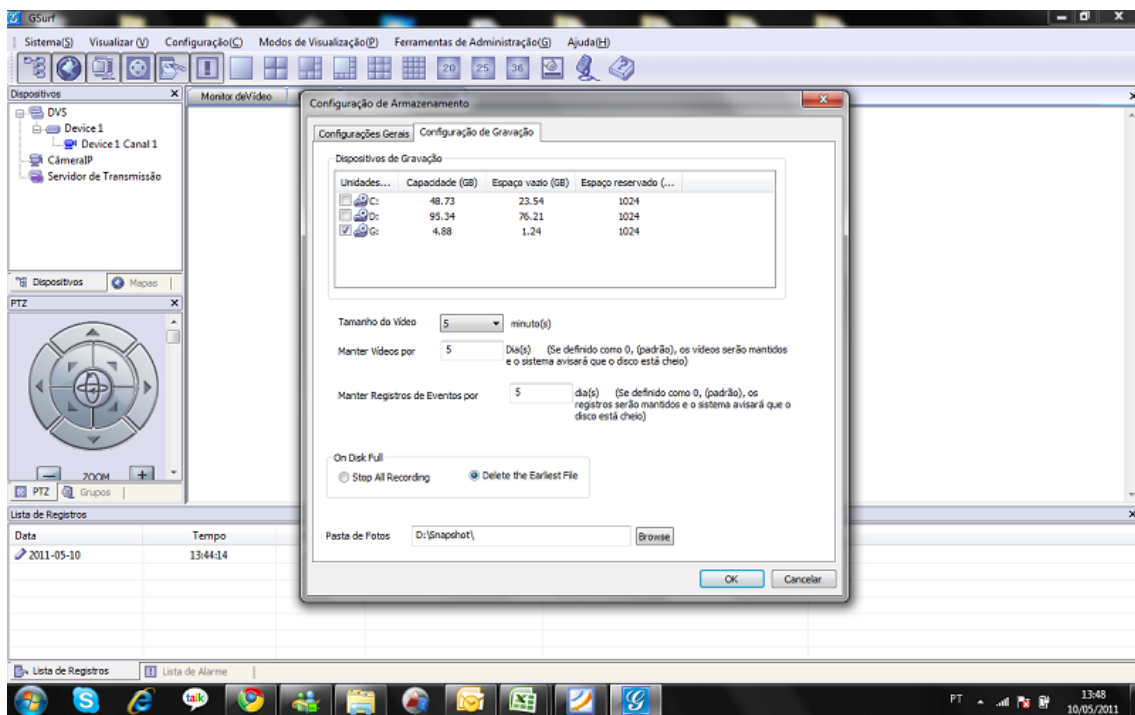 GSurf
Sistema(S) Visualizar (V) Configuração(C) Modos de Visualização(P) Ferramentas de Administração(G) Ajuda(H)
20 25 36
Dispositivos
DVS
Device1
Device1 Canal 1
CâmeraIP
Servidor de Transmissão
Dispositivos Mapas
PTZ
ZOOM
PTZ Grupos
Monitor deVídeo
Configuração de Armazenamento
Configurações Gerais Configuração de Gravação
Dispositivos de Gravação
Unidades... Capacidade (GB) Espaço vazio (GB) Espaço reservado (...
C: 48.73 23.54 1024
D: 95.34 76.21 1024
G: 4.88 1.24 1024
Tamanho do Vídeo 5 minuto(s)
Manter Vídeos por 5 Dia(s) (Se definido como 0, (padrão), os vídeos serão mantidos
e o sistema avisará que o disco está cheio)
Manter Registros de Eventos por 5 dia(s) (Se definido como 0, (padrão), os
registros serão mantidos e o sistema avisará que o
disco está cheio)
On Disk Full
Stop All Recording Delete the Earliest File
Pasta de Fotos D:\Snapshot\ Browse
OK Cancelar
Lista de Registros
Data Tempo
2011-05-10 13:44:14
Lista de Registros Lista de Alarme
talk
PT 13:48
10/05/2011